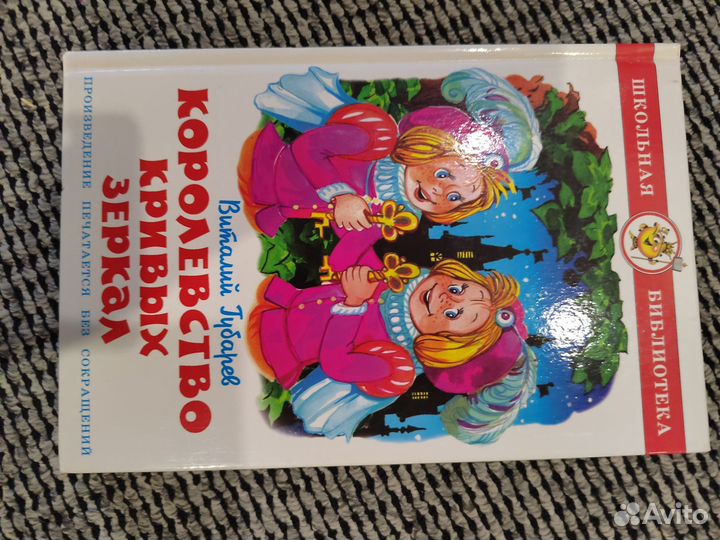 ШКОЛЬНАЯ БИБЛИОТЕКА
Виталий Губарев
КОРОЛЕВСТВО
КРИВЫХ
ЗЕРКАЛ
ПРОИЗВЕДЕНИЕ ПЕЧАТАЕТСЯ БЕЗ СОКРАЩЕНИЙ
Avito